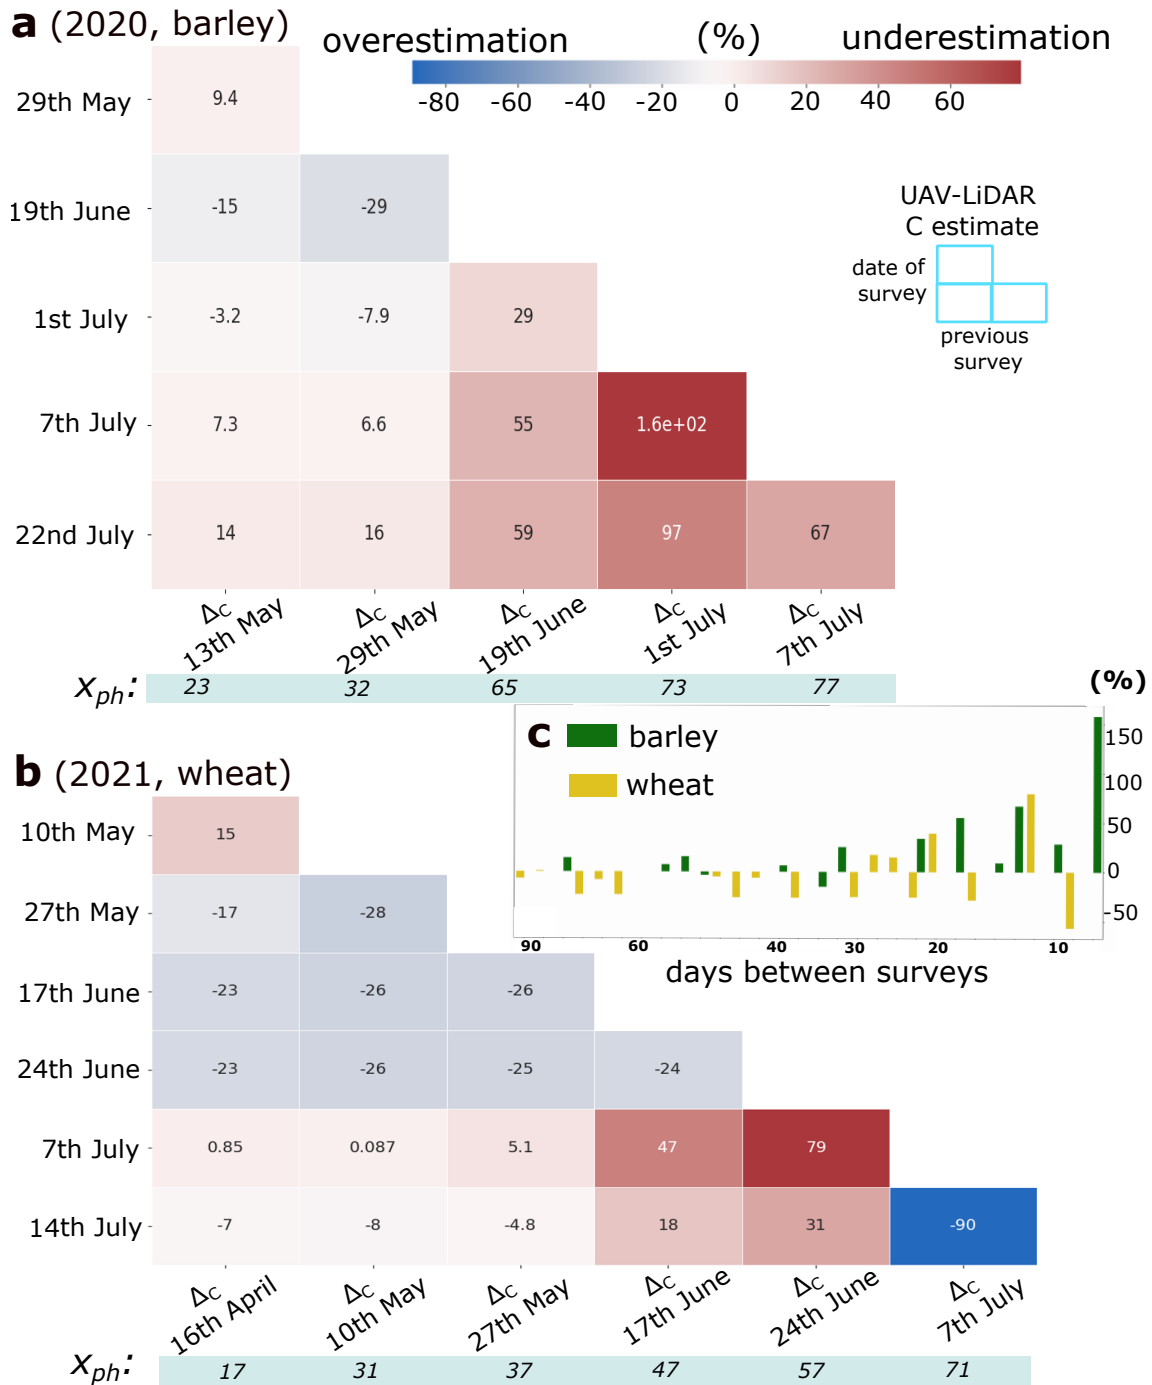 a (2020, barley)
overestimation (%) underestimation
-80 -60 -40 -20 0 20 40 60
29th May 9.4
19th June -15 -29
1st July -3.2 -7.9 29
7th July 7.3 6.6 55 1.6e+02
22nd July 14 16 59 97 67
UAV-LiDAR
C estimate
date of
survey
previous
survey
ΔC ΔC ΔC ΔC ΔC
13th May 29th May 19th June 1st July 7th July
xph: 23 32 65 73 77
b (2021, wheat)
10th May 15
27th May -17 -28
17th June -23 -26 -26
24th June -23 -26 -25 -24
7th July 0.85 0.087 5.1 47 79
14th July -7 -8 -4.8 18 31 -90
ΔC ΔC ΔC ΔC ΔC ΔC
16th April 10th May 27th May 17th June 24th June 7th July
xph: 17 31 37 47 57 71
(%)
c barley
wheat
150
100
50
0
-50
90 60 40 30 20 10
days between surveys